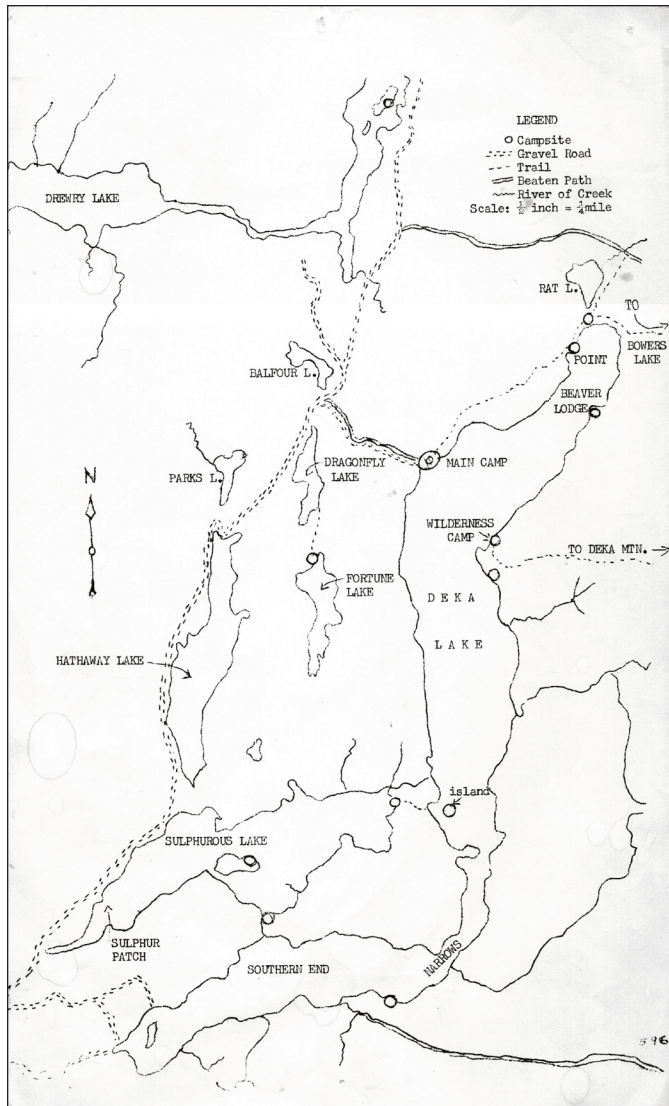 LEGEND
Campsite
Gravel Road
Trail
Beaten Path
River of Creek
Scale: ½ inch = ¼ mile
DREWRY LAKE
RAT L.
TO
BOWERS
LAKE
POINT
BALFOUR L.
BEAVER
LODGE
DRAGONFLY
LAKE
MAIN CAMP
PARKS L.
N
WILDERNESS
CAMP
TO DEKA MTN.
FORTUNE
LAKE
DEKA
LAKE
HATHAWAY LAKE
island
SULPHUROUS LAKE
SULPHUR
PATCH
SOUTHERN END
NARROWS
596